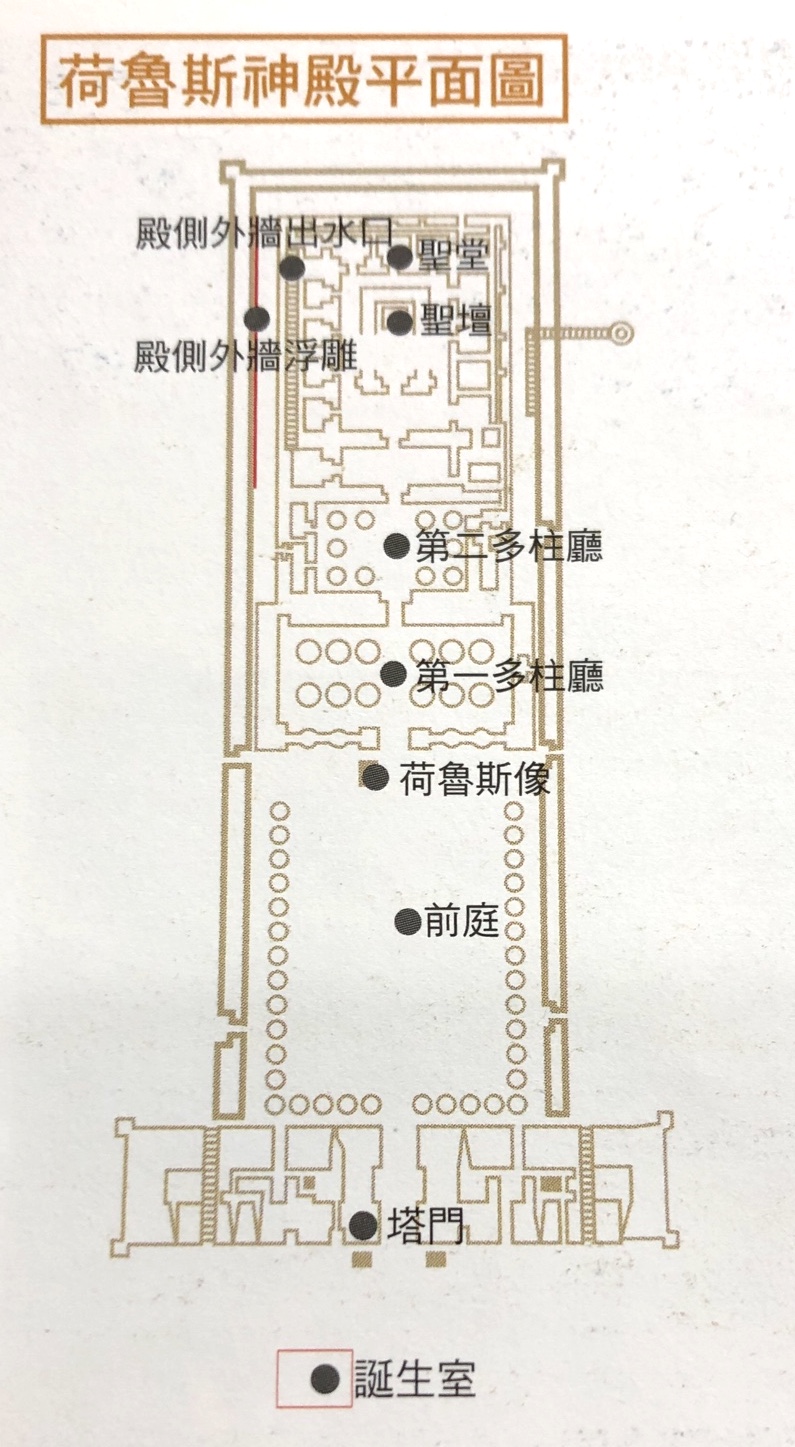 荷魯斯神殿平面圖
殿側外牆出水口
聖堂
聖壇
殿側外牆浮雕
第二多柱廳
第一多柱廳
荷魯斯像
前庭
塔門
誕生室